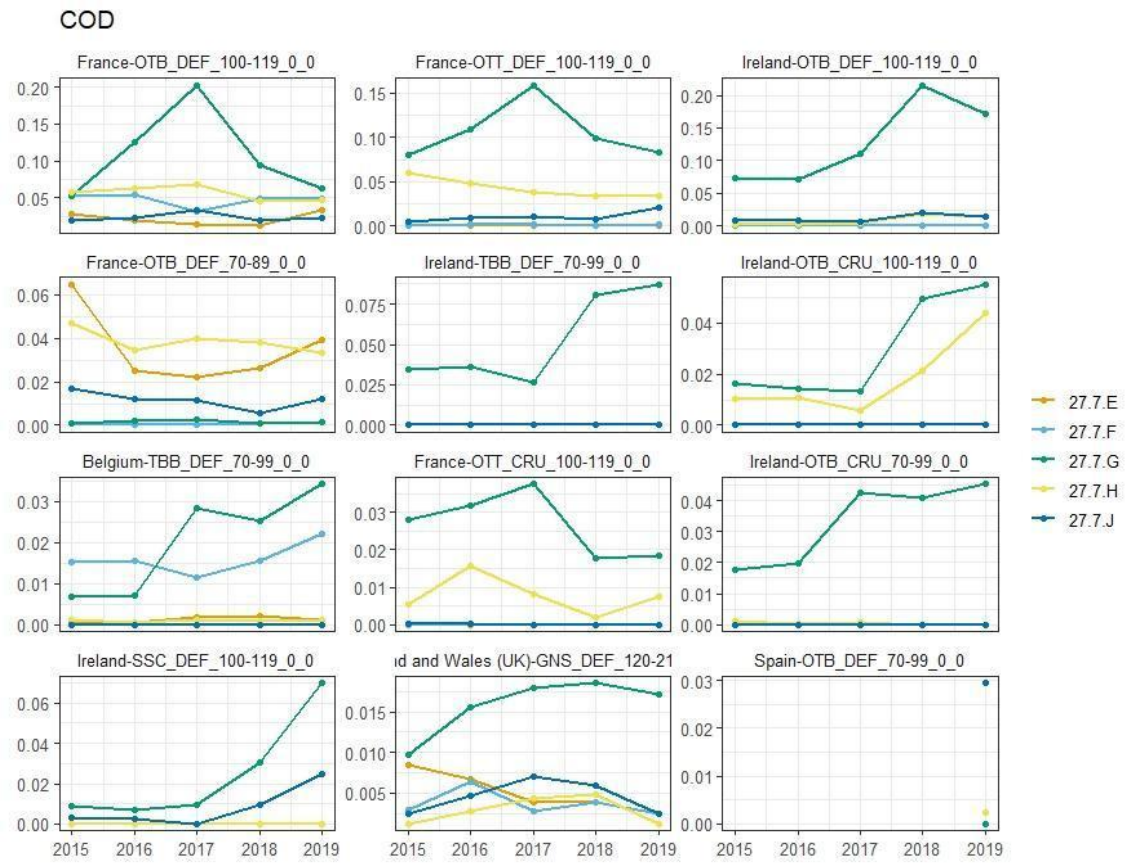 COD
France-OTB_DEF_100-119_0_0 France-OTT_DEF_100-119_0_0 Ireland-OTB_DEF_100-119_0_0
0.20 0.15 0.20
0.15 0.10 0.15
0.10 0.05 0.10
0.05 0.00 0.05
0.00
France-OTB_DEF_70-89_0_0 Ireland-TBB_DEF_70-99_0_0 Ireland-OTB_CRU_100-119_0_0
0.06 0.075 0.04
0.04 0.050 0.02
0.02 0.025 0.00
0.00 0.000
Belgium-TBB_DEF_70-99_0_0 France-OTT_CRU_100-119_0_0 Ireland-OTB_CRU_70-99_0_0
0.03 0.03 0.04
0.02 0.02 0.03
0.01 0.01 0.02
0.00 0.00 0.01
0.00
Ireland-SSC_DEF_100-119_0_0 nd and Wales (UK)-GNS_DEF_120-21 Spain-OTB_DEF_70-99_0_0
0.06 0.015 0.03
0.04 0.010 0.02
0.02 0.005 0.01
0.00 0.00
2015 2016 2017 2018 2019 2015 2016 2017 2018 2019 2015 2016 2017 2018 2019
27.7.E
27.7.F
27.7.G
27.7.H
27.7.J